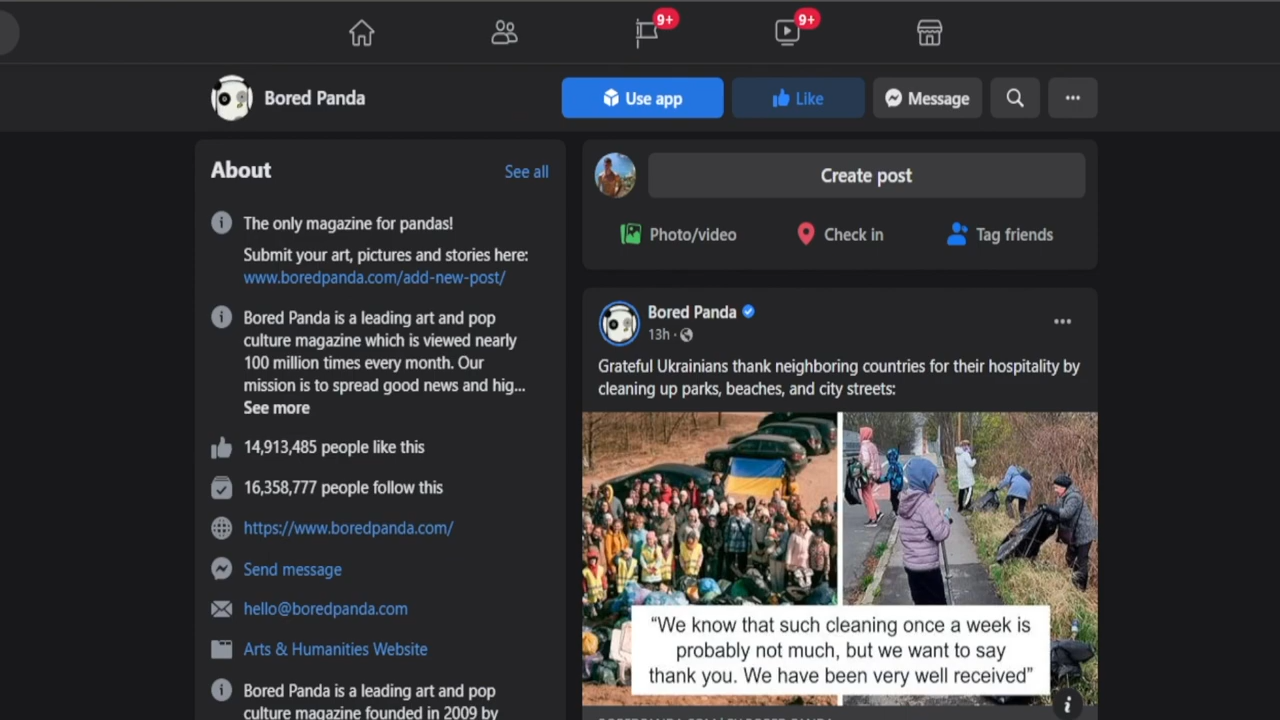 9+
9+
Bored Panda
Use app
Like
Message
About
See all
The only magazine for pandas!
Submit your art, pictures and stories here:
www.boredpanda.com/add-new-post/
Bored Panda is a leading art and pop
culture magazine which is viewed nearly
100 million times every month. Our
mission is to spread good news and hig...
See more
14,913,485 people like this
16,358,777 people follow this
https://www.boredpanda.com/
Send message
hello@boredpanda.com
Arts & Humanities Website
Bored Panda is a leading art and pop
culture magazine founded in 2009 by
Create post
Photo/video
Check in
Tag friends
Bored Panda
13h ·
Grateful Ukrainians thank neighboring countries for their hospitality by
cleaning up parks, beaches, and city streets:
“We know that such cleaning once a week is
probably not much, but we want to say
thank you. We have been very well received”